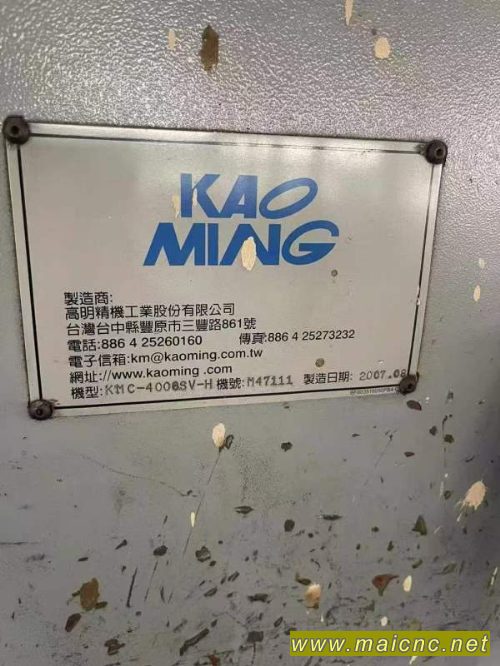 KAO
MING
製造商:
高明精機工業股份有限公司
台灣台中縣豐原市三豐路861號
電話:886 4 25260160 傳真:886 4 25273232
電子信箱:km@kaoming.com.tw
網址://www.kaoming .com
機型:KMC-4000SV-H 機號:M47111 製造日期: 2007.08
www.maicnc.net